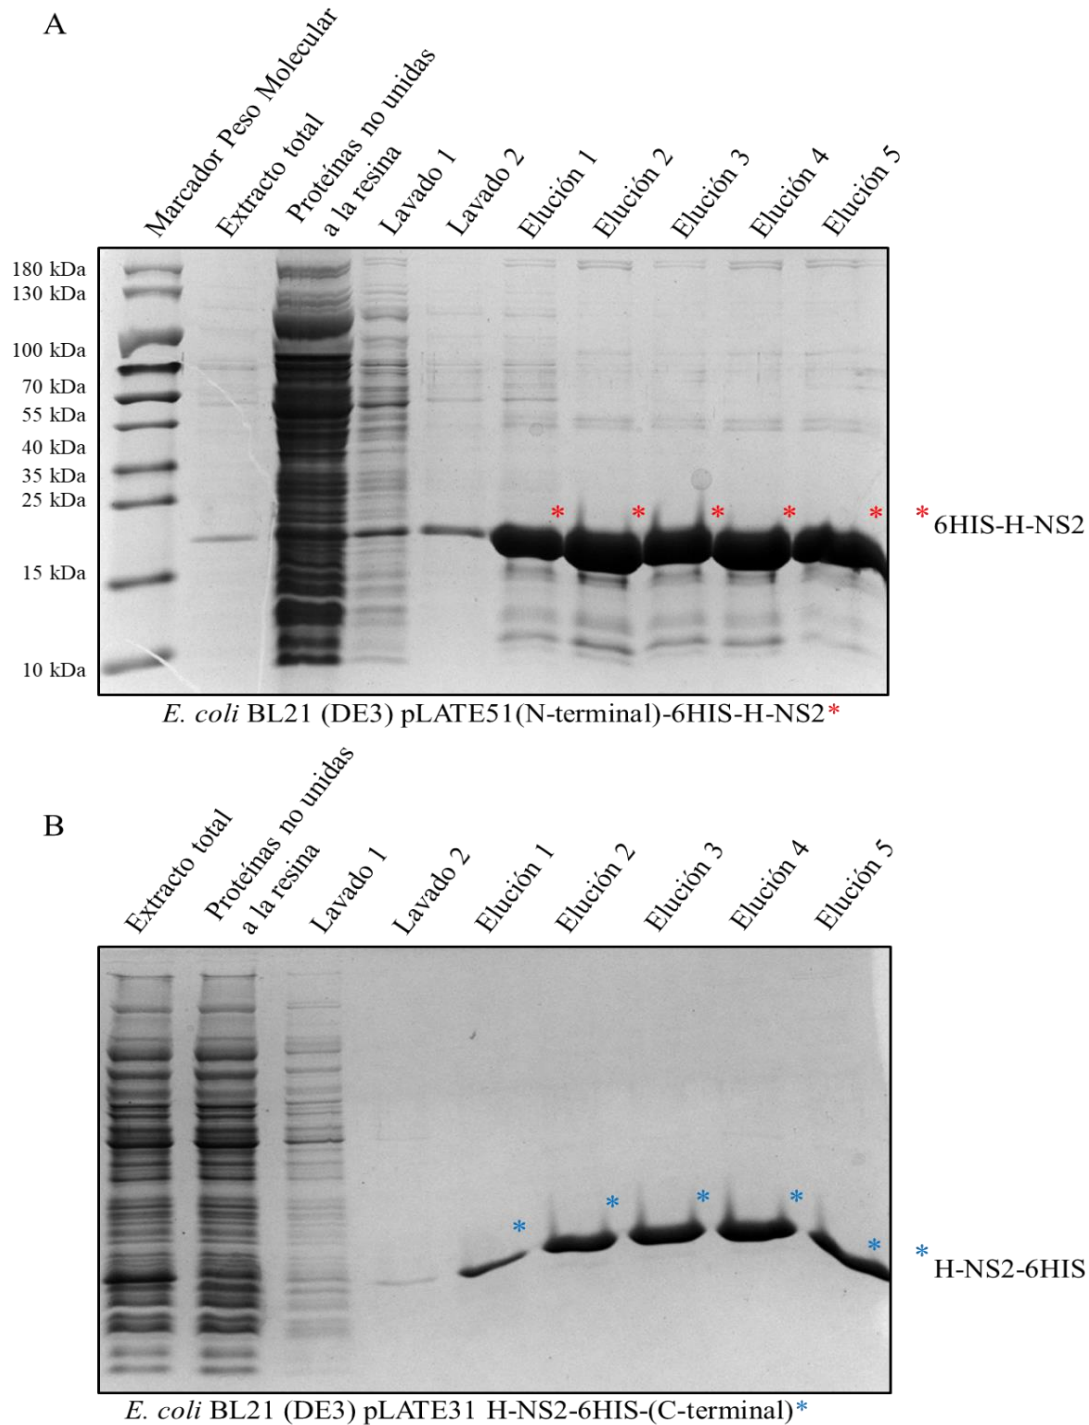 A
Marcador Peso Molecular
Extracto total
Proteínas no unidas
a la resina
Lavado 1
Lavado 2
Elución 1
Elución 2
Elución 3
Elución 4
Elución 5
180 kDa
130 kDa
100 kDa
70 kDa
55 kDa
40 kDa
35 kDa
25 kDa
15 kDa
10 kDa
* * * * *
* 6HIS-H-NS2
E. coli BL21 (DE3) pLATE51(N-terminal)-6HIS-H-NS2*
B
Extracto total
Proteínas no unidas
a la resina
Lavado 1
Lavado 2
Elución 1
Elución 2
Elución 3
Elución 4
Elución 5
* * * * *
* H-NS2-6HIS
E. coli BL21 (DE3) pLATE31 H-NS2-6HIS-(C-terminal)*